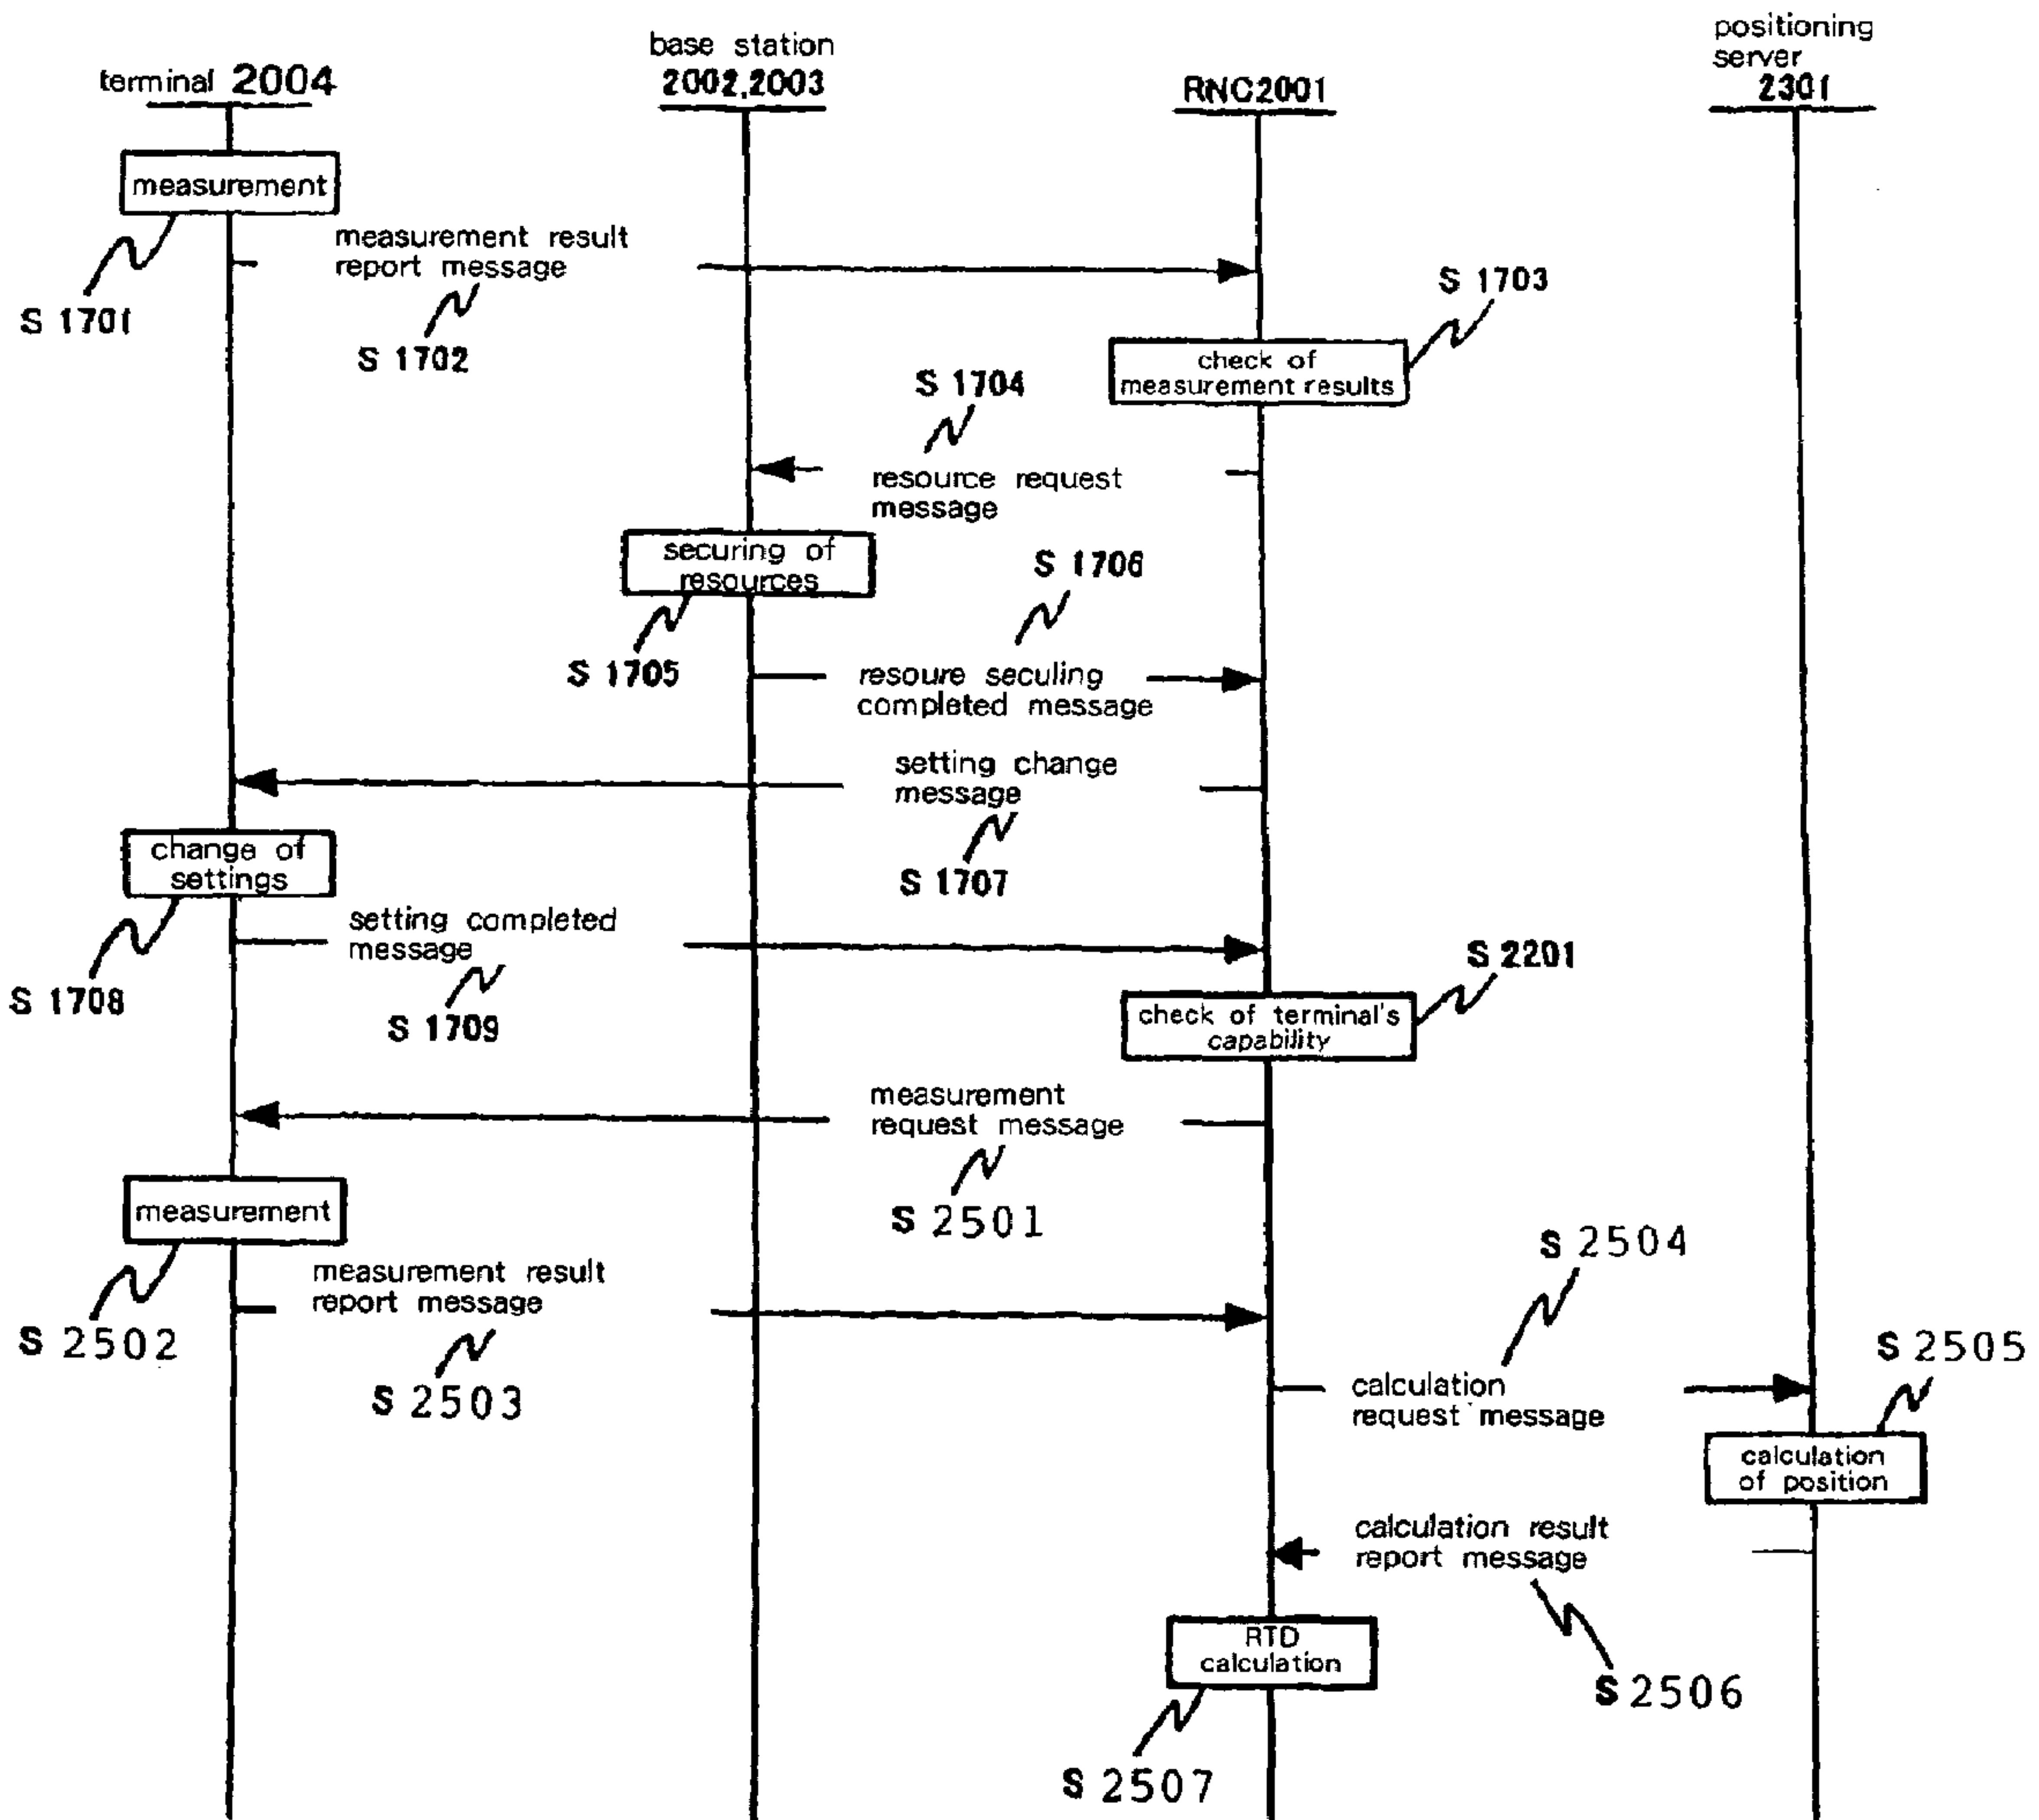 terminal 2004
base station
2002,2003
RNC2001
positioning
server
2301
measurement
S 1701
measurement result
report message
S 1702
S 1703
check of
measurement results
S 1704
resource request
message
securing of
resources
S 1705
S 1706
resoure seculing
completed message
setting change
message
S 1707
change of
settings
S 1708
setting completed
message
S 1709
S 2201
check of terminal's
capability
measurement
request message
S 2501
measurement
S 2502
measurement result
report message
S 2503
S 2504
calculation
request message
S 2505
calculation
of position
calculation result
report message
S 2506
RTD
calculation
S 2507